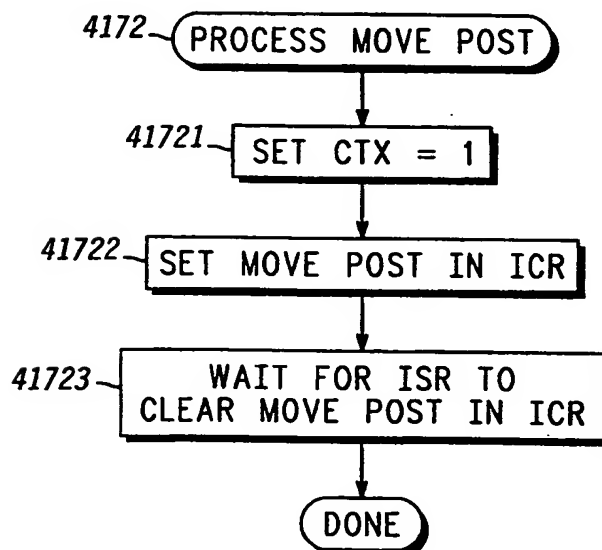 4172
PROCESS MOVE POST
41721
SET CTX = 1
41722
SET MOVE POST IN ICR
41723
WAIT FOR ISR TO
CLEAR MOVE POST IN ICR
DONE